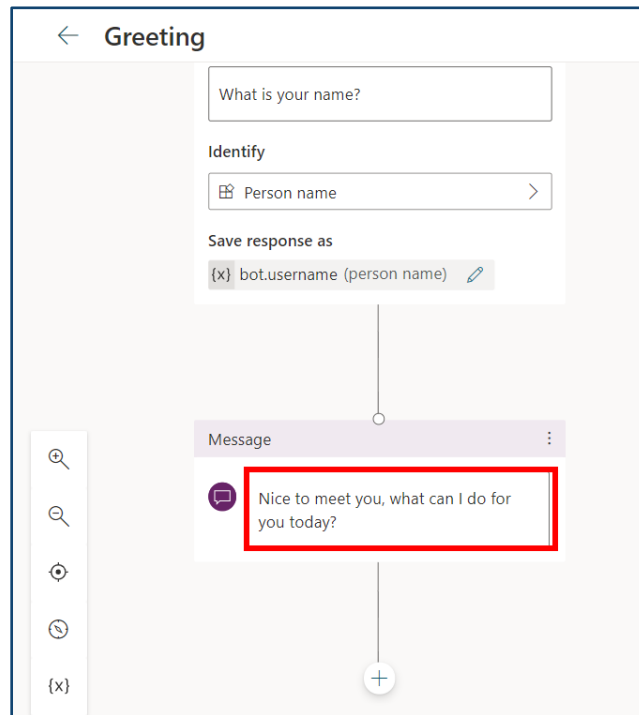 Greeting
What is your name?
Identify
Person name
Save response as
{x} bot.username (person name)
Message
Nice to meet you, what can I do for
you today?
{x}